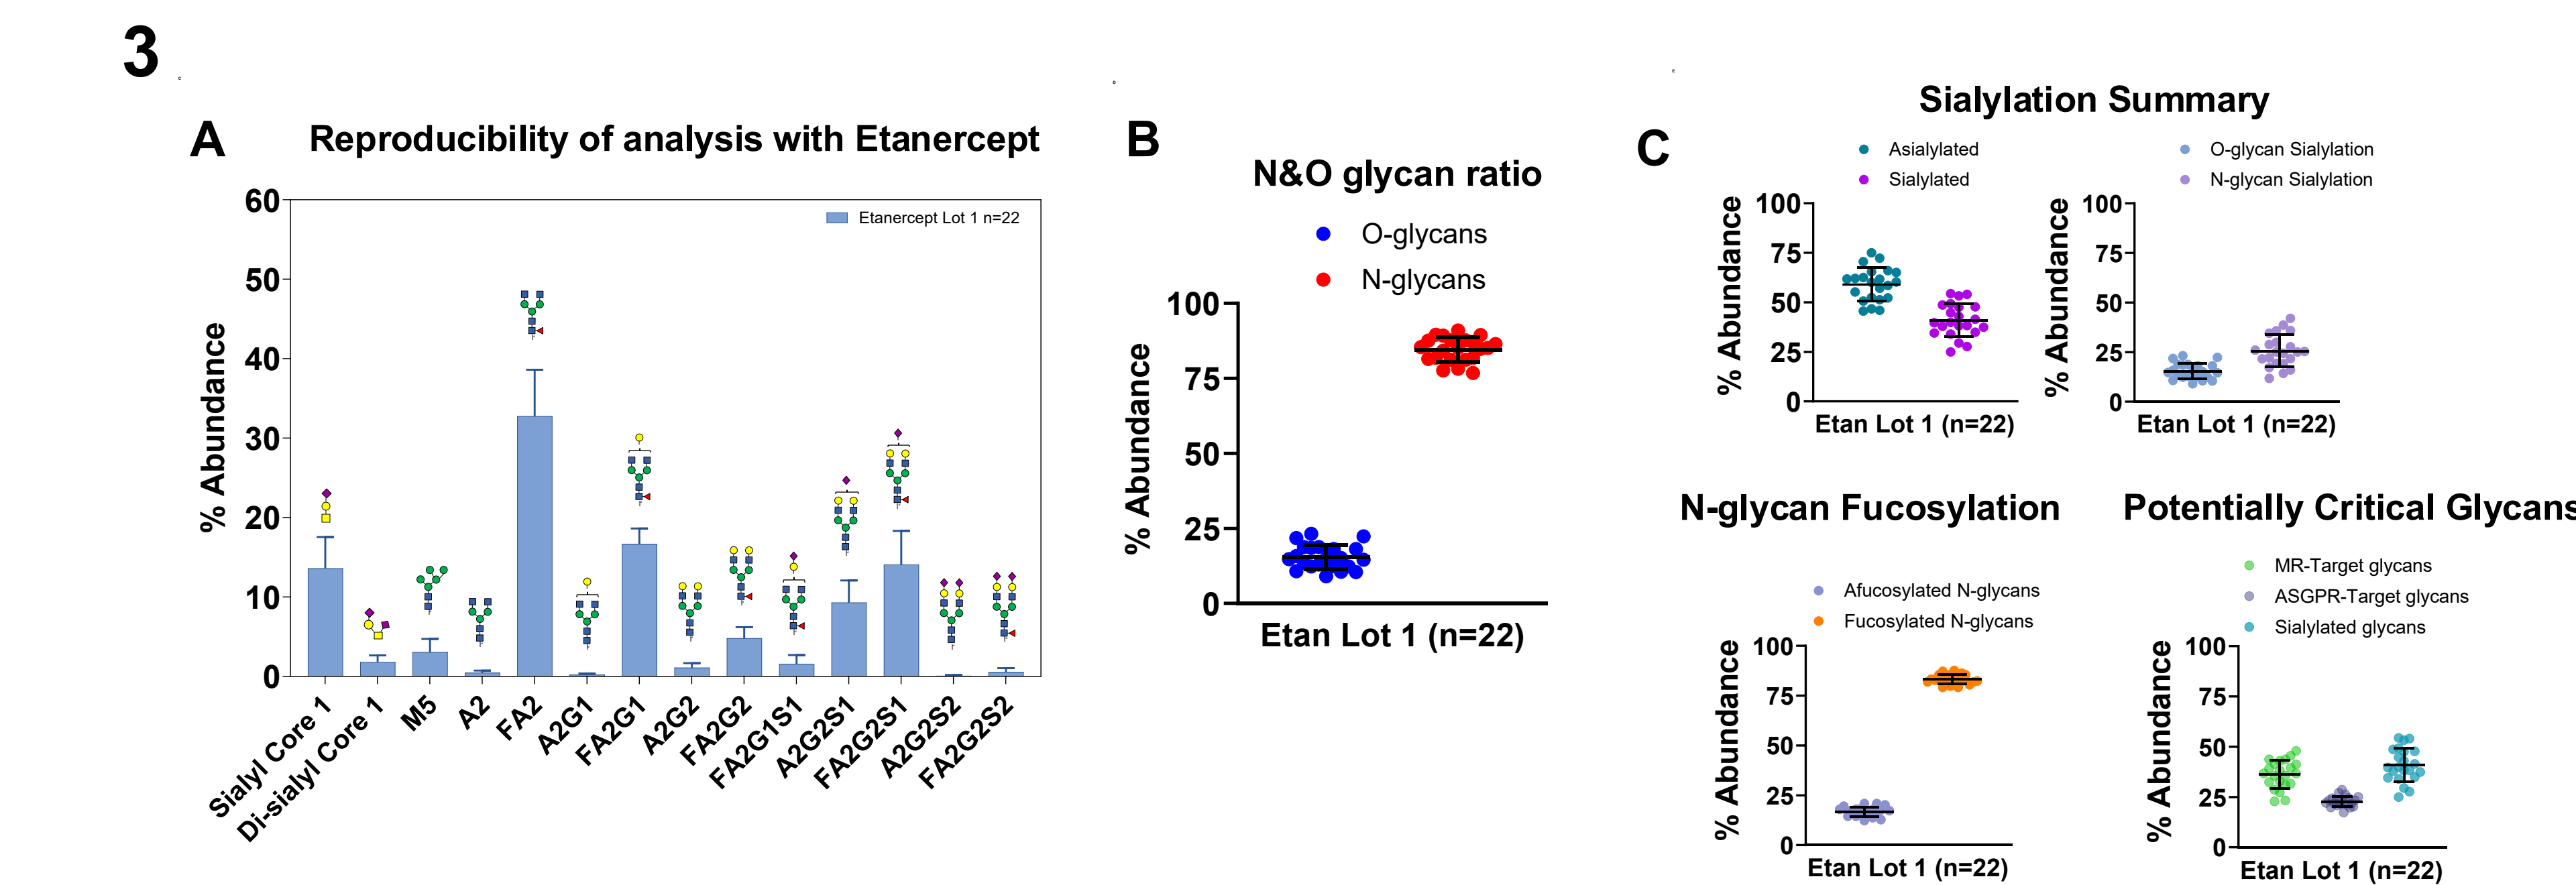 3
A
Reproducibility of analysis with Etanercept
% Abundance
60
50
40
30
20
10
0
Etanercept Lot 1 n=22
Sialyl Core 1
Di-sialyl Core 1
M5
A2
FA2
A2G1
FA2G1
A2G2
FA2G2
FA2G1S1
A2G2S1
FA2G2S1
A2G2S2
FA2G2S2
B
N&O glycan ratio
O-glycans
N-glycans
% Abundance
100
75
50
25
0
Etan Lot 1 (n=22)
C
Sialylation Summary
Asialylated
Sialylated
% Abundance
100
75
50
25
0
Etan Lot 1 (n=22)
O-glycan Sialylation
N-glycan Sialylation
% Abundance
100
75
50
25
0
Etan Lot 1 (n=22)
N-glycan Fucosylation
Afucosylated N-glycans
Fucosylated N-glycans
% Abundance
100
75
50
25
0
Etan Lot 1 (n=22)
Potentially Critical Glycans
MR-Target glycans
ASGPR-Target glycans
Sialylated glycans
% Abundance
100
75
50
25
0
Etan Lot 1 (n=22)